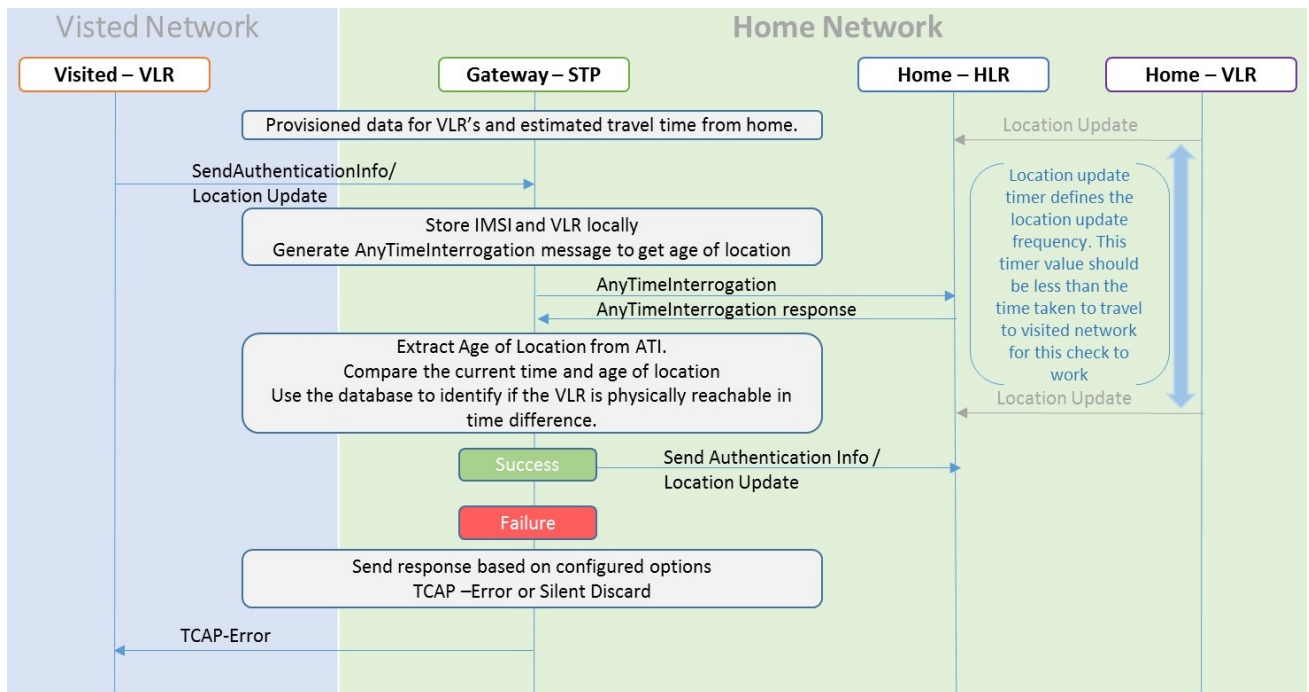 Visted Network
Home Network
Visited – VLR
Gateway – STP
Home – HLR
Home – VLR
Provisioned data for VLR's and estimated travel time from home.
Location Update
SendAuthenticationInfo/
Location Update
Location update
timer defines the
location update
frequency. This
timer value should
be less than the
time taken to travel
to visited network
for this check to
work
Store IMSI and VLR locally
Generate AnyTimeInterrogation message to get age of location
AnyTimeInterrogation
AnyTimeInterrogation response
Extract Age of Location from ATI.
Compare the current time and age of location
Use the database to identify if the VLR is physically reachable in
time difference.
Location Update
Success
Send Authentication Info /
Location Update
Failure
Send response based on configured options
TCAP –Error or Silent Discard
TCAP-Error